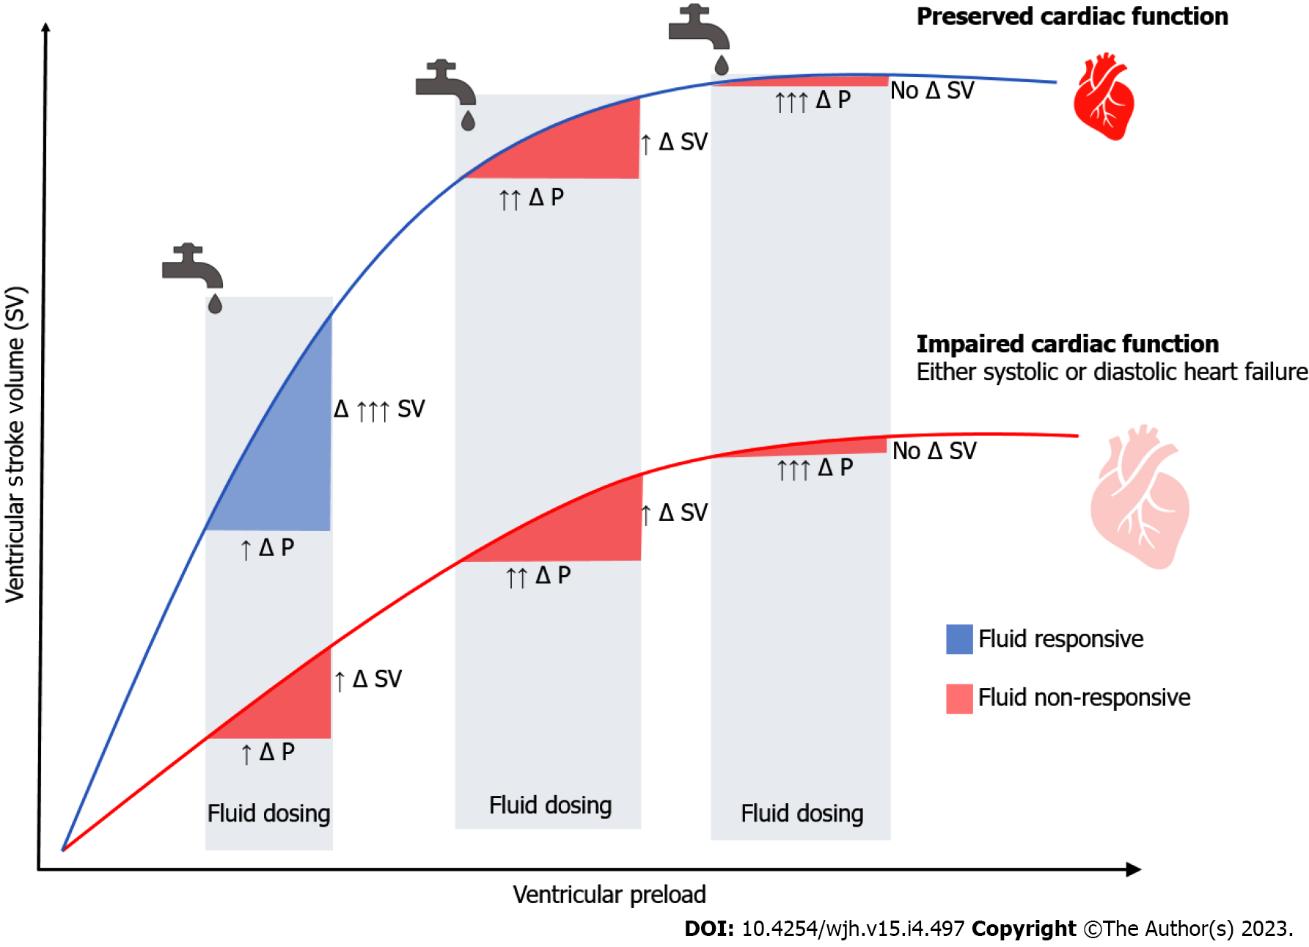 Preserved cardiac function
↑↑↑ Δ P
No Δ SV
↑ Δ SV
↑↑ Δ P
Impaired cardiac function
Either systolic or diastolic heart failure
Δ ↑↑↑ SV
↑ Δ P
↑↑↑ Δ P
No Δ SV
↑ Δ SV
↑↑ Δ P
↑ Δ SV
↑ Δ P
Fluid responsive
Fluid non-responsive
Fluid dosing
Fluid dosing
Fluid dosing
Ventricular stroke volume (SV)
Ventricular preload
DOI: 10.4254/wjh.v15.i4.497 Copyright ©The Author(s) 2023.